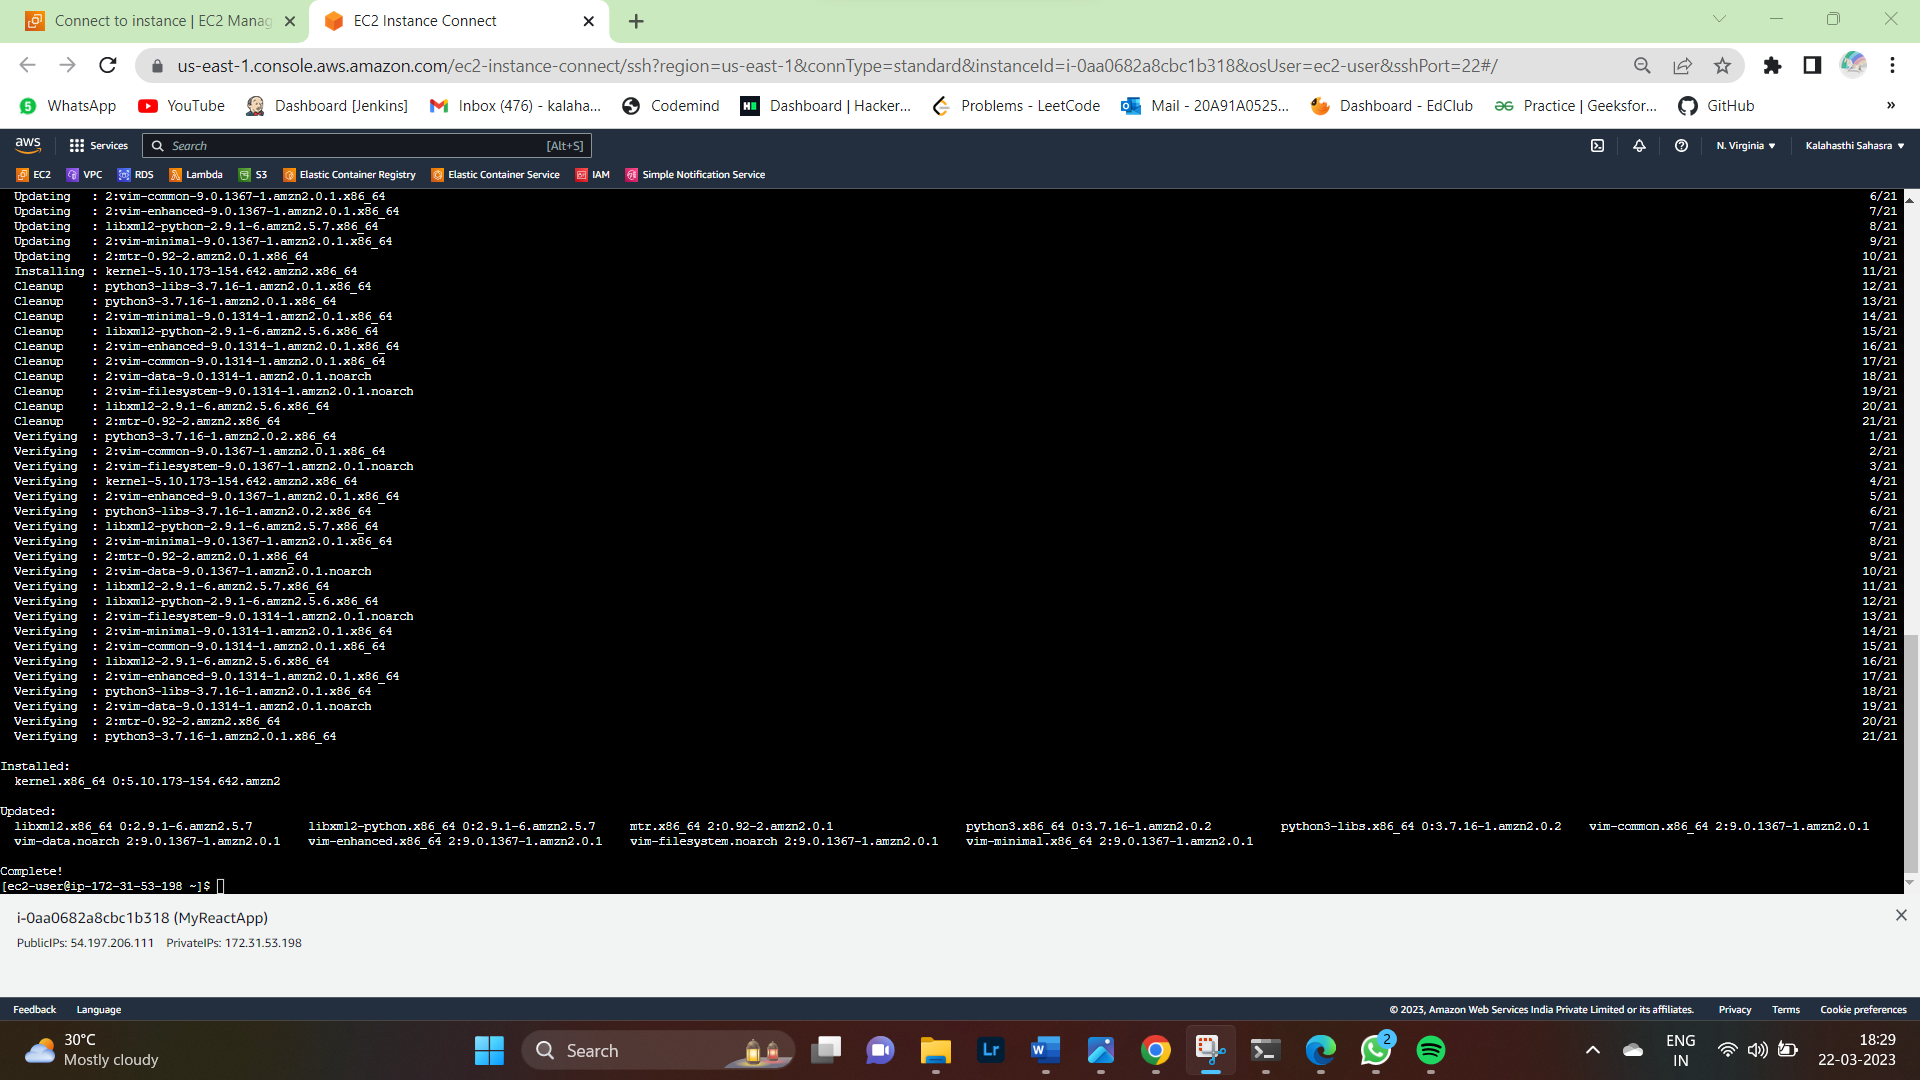 Connect to instance | EC2 Manag
EC2 Instance Connect
us-east-1.console.aws.amazon.com/ec2-instance-connect/ssh?region=us-east-1&connType=standard&instanceId=i-0aa0682a8cbc1b318&osUser=ec2-user&sshPort=22#/
WhatsApp YouTube Dashboard [Jenkins] Inbox (476) - kalaha... Codemind Dashboard | Hacker... Problems - LeetCode Mail - 20A91A0525... Dashboard - EdClub Practice | Geeksfor... GitHub »
aws Services Search [Alt+S] N. Virginia Kalahasthi Sahasra
EC2 VPC RDS Lambda S3 Elastic Container Registry Elastic Container Service IAM Simple Notification Service
Updating : 2:vim-common-9.0.1367-1.amzn2.0.1.x86_64 6/21
Updating : 2:vim-enhanced-9.0.1367-1.amzn2.0.1.x86_64 7/21
Updating : libxml2-python-2.9.1-6.amzn2.5.7.x86_64 8/21
Updating : 2:vim-minimal-9.0.1367-1.amzn2.0.1.x86_64 9/21
Updating : 2:mtr-0.92-2.amzn2.0.1.x86_64 10/21
Installing : kernel-5.10.173-154.642.amzn2.x86_64 11/21
Cleanup : python3-libs-3.7.16-1.amzn2.0.1.x86_64 12/21
Cleanup : python3-3.7.16-1.amzn2.0.1.x86_64 13/21
Cleanup : 2:vim-minimal-9.0.1314-1.amzn2.0.1.x86_64 14/21
Cleanup : libxml2-python-2.9.1-6.amzn2.5.6.x86_64 15/21
Cleanup : 2:vim-enhanced-9.0.1314-1.amzn2.0.1.x86_64 16/21
Cleanup : 2:vim-common-9.0.1314-1.amzn2.0.1.x86_64 17/21
Cleanup : 2:vim-data-9.0.1314-1.amzn2.0.1.noarch 18/21
Cleanup : 2:vim-filesystem-9.0.1314-1.amzn2.0.1.noarch 19/21
Cleanup : libxml2-2.9.1-6.amzn2.5.6.x86_64 20/21
Cleanup : 2:mtr-0.92-2.amzn2.x86_64 21/21
Verifying : python3-3.7.16-1.amzn2.0.2.x86_64 1/21
Verifying : 2:vim-common-9.0.1367-1.amzn2.0.1.x86_64 2/21
Verifying : 2:vim-filesystem-9.0.1367-1.amzn2.0.1.noarch 3/21
Verifying : kernel-5.10.173-154.642.amzn2.x86_64 4/21
Verifying : 2:vim-enhanced-9.0.1367-1.amzn2.0.1.x86_64 5/21
Verifying : python3-libs-3.7.16-1.amzn2.0.2.x86_64 6/21
Verifying : libxml2-python-2.9.1-6.amzn2.5.7.x86_64 7/21
Verifying : 2:vim-minimal-9.0.1367-1.amzn2.0.1.x86_64 8/21
Verifying : 2:mtr-0.92-2.amzn2.0.1.x86_64 9/21
Verifying : 2:vim-data-9.0.1367-1.amzn2.0.1.noarch 10/21
Verifying : libxml2-2.9.1-6.amzn2.5.7.x86_64 11/21
Verifying : libxml2-python-2.9.1-6.amzn2.5.6.x86_64 12/21
Verifying : 2:vim-filesystem-9.0.1314-1.amzn2.0.1.noarch 13/21
Verifying : 2:vim-minimal-9.0.1314-1.amzn2.0.1.x86_64 14/21
Verifying : 2:vim-common-9.0.1314-1.amzn2.0.1.x86_64 15/21
Verifying : libxml2-2.9.1-6.amzn2.5.6.x86_64 16/21
Verifying : 2:vim-enhanced-9.0.1314-1.amzn2.0.1.x86_64 17/21
Verifying : python3-libs-3.7.16-1.amzn2.0.1.x86_64 18/21
Verifying : 2:vim-data-9.0.1314-1.amzn2.0.1.noarch 19/21
Verifying : 2:mtr-0.92-2.amzn2.x86_64 20/21
Verifying : python3-3.7.16-1.amzn2.0.1.x86_64 21/21
Installed:
kernel.x86_64 0:5.10.173-154.642.amzn2
Updated:
libxml2.x86_64 0:2.9.1-6.amzn2.5.7 libxml2-python.x86_64 0:2.9.1-6.amzn2.5.7 mtr.x86_64 2:0.92-2.amzn2.0.1 python3.x86_64 0:3.7.16-1.amzn2.0.2 python3-libs.x86_64 0:3.7.16-1.amzn2.0.2 vim-common.x86_64 2:9.0.1367-1.amzn2.0.1
vim-data.noarch 2:9.0.1367-1.amzn2.0.1 vim-enhanced.x86_64 2:9.0.1367-1.amzn2.0.1 vim-filesystem.noarch 2:9.0.1367-1.amzn2.0.1 vim-minimal.x86_64 2:9.0.1367-1.amzn2.0.1
Complete!
[ec2-user@ip-172-31-53-198 ~]$
i-0aa0682a8cbc1b318 (MyReactApp)
PublicIPs: 54.197.206.111 PrivateIPs: 172.31.53.198
Feedback Language © 2023, Amazon Web Services India Private Limited or its affiliates. Privacy Terms Cookie preferences
30°C
Mostly cloudy
Search
Lr
W
2
ENG
IN
18:29
22-03-2023